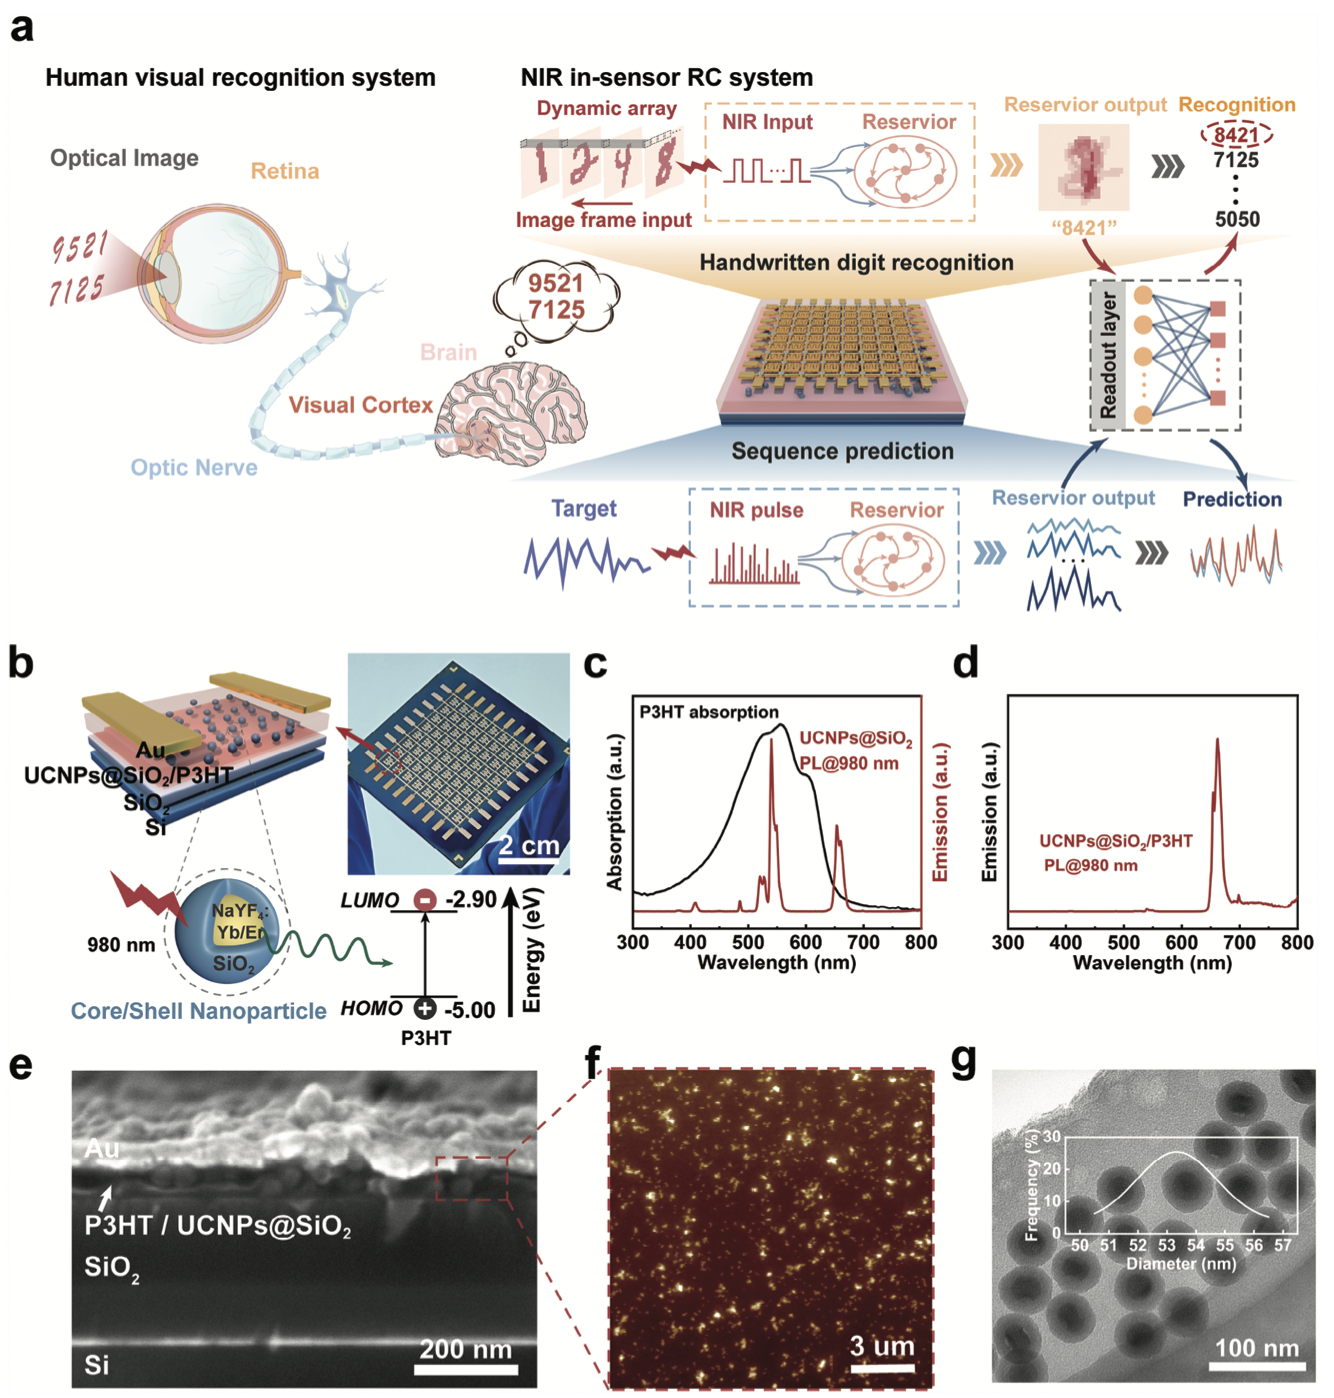 a
Human visual recognition system
NIR in-sensor RC system
Dynamic array
NIR Input
Reservior
Reservior output
Recognition
8421
7125
5050
Optical Image
Retina
9521
7125
1 2 4 8
Image frame input
"8421"
Handwritten digit recognition
9521
7125
Brain
Visual Cortex
Optic Nerve
Readout layer
Sequence prediction
Target
NIR pulse
Reservior
Reservior output
Prediction
b
Au
UCNPs@SiO2/P3HT
SiO2
Si
2 cm
980 nm
NaYF4:
Yb/Er
SiO2
Core/Shell Nanoparticle
LUMO
-2.90
HOMO
-5.00
P3HT
Energy (eV)
c
P3HT absorption
UCNPs@SiO2
PL@980 nm
Absorption (a.u.)
Emission (a.u.)
300 400 500 600 700 800
Wavelength (nm)
d
Emission (a.u.)
UCNPs@SiO2/P3HT
PL@980 nm
300 400 500 600 700 800
Wavelength (nm)
e
Au
P3HT / UCNPs@SiO2
SiO2
Si
200 nm
f
3 um
g
Frequency (%)
30
20
10
0
50 51 52 53 54 55 56 57
Diameter (nm)
100 nm